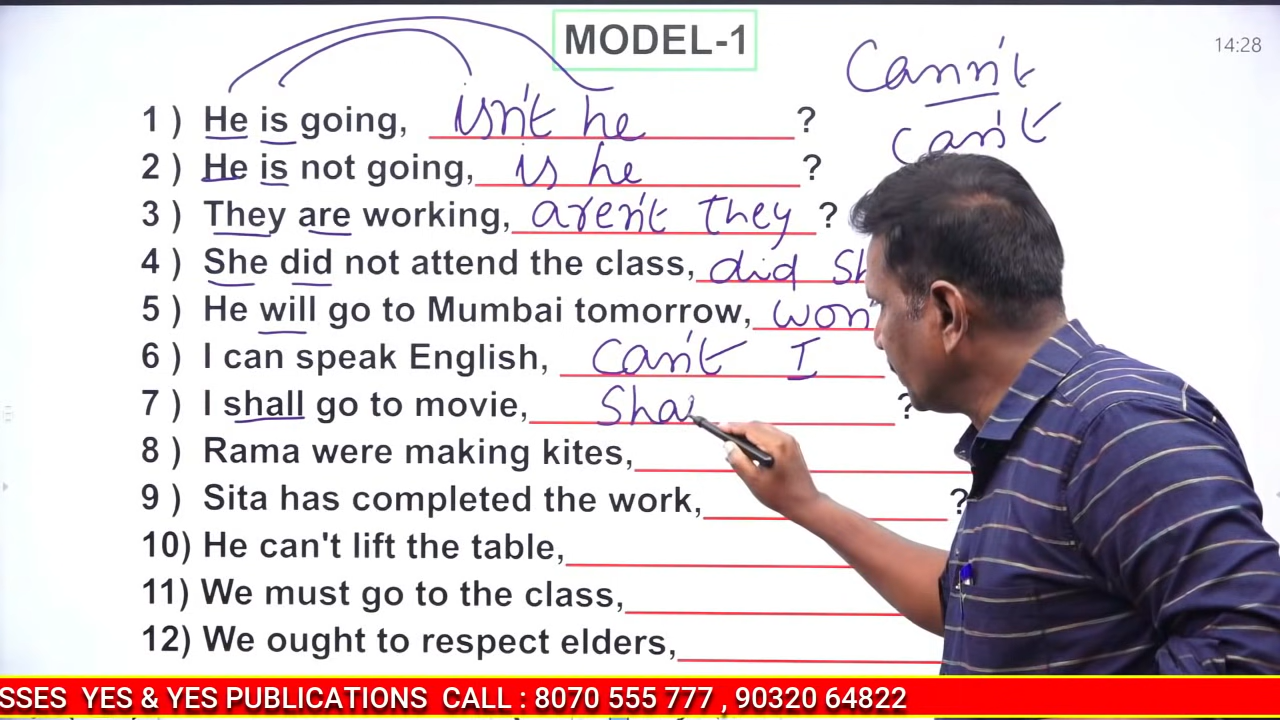 MODEL-1
14:28
Cann't
can't
1 ) He is going, isn't he ?
2 ) He is not going, is he ?
3 ) They are working, aren't They ?
4 ) She did not attend the class, did Sh
5 ) He will go to Mumbai tomorrow, won
6 ) I can speak English, Can't I
7 ) I shall go to movie, Sha ?
8 ) Rama were making kites,
9 ) Sita has completed the work, ?
10) He can't lift the table,
11) We must go to the class,
12) We ought to respect elders,
SSES YES & YES PUBLICATIONS CALL : 8070 555 777 , 90320 64822